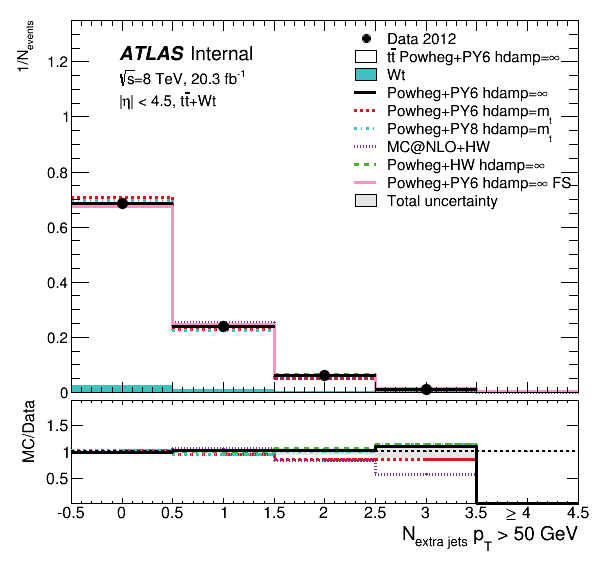 1/N_events
1.2
1
0.8
0.6
0.4
0.2
0
ATLAS Internal
√s=8 TeV, 20.3 fb⁻¹
|η| < 4.5, tt̄+Wt
Data 2012
tt̄ Powheg+PY6 hdamp=∞
Wt
Powheg+PY6 hdamp=∞
Powheg+PY6 hdamp=m_t
Powheg+PY8 hdamp=m_t
MC@NLO+HW
Powheg+HW hdamp=∞
Powheg+PY6 hdamp=∞ FS
Total uncertainty
MC/Data
1.5
1
0.5
-0.5 0 0.5 1 1.5 2 2.5 3 3.5 ≥ 4 4.5
N_extra jets p_T > 50 GeV